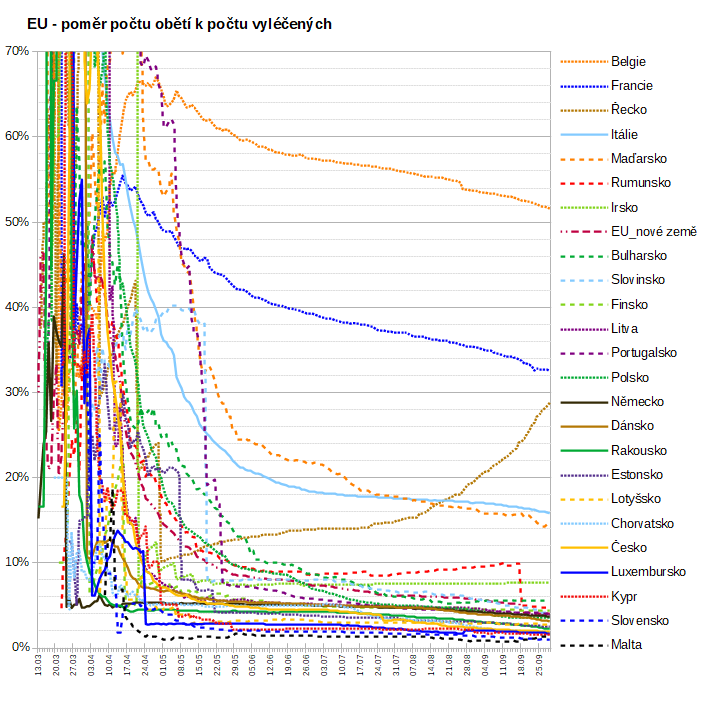 EU - poměr počtu obětí k počtu vyléčených
70%
60%
50%
40%
30%
20%
10%
0%
13.03
20.03
27.03
03.04
10.04
17.04
24.04
01.05
08.05
15.05
22.05
29.05
05.06
12.06
19.06
26.06
03.07
10.07
17.07
24.07
31.07
07.08
14.08
21.08
28.08
04.09
11.09
18.09
25.09
Belgie
Francie
Řecko
Itálie
Maďarsko
Rumunsko
Irsko
EU_nové země
Bulharsko
Slovinsko
Finsko
Litva
Portugalsko
Polsko
Německo
Dánsko
Rakousko
Estonsko
Lotyšsko
Chorvatsko
Česko
Luxembursko
Kypr
Slovensko
Malta